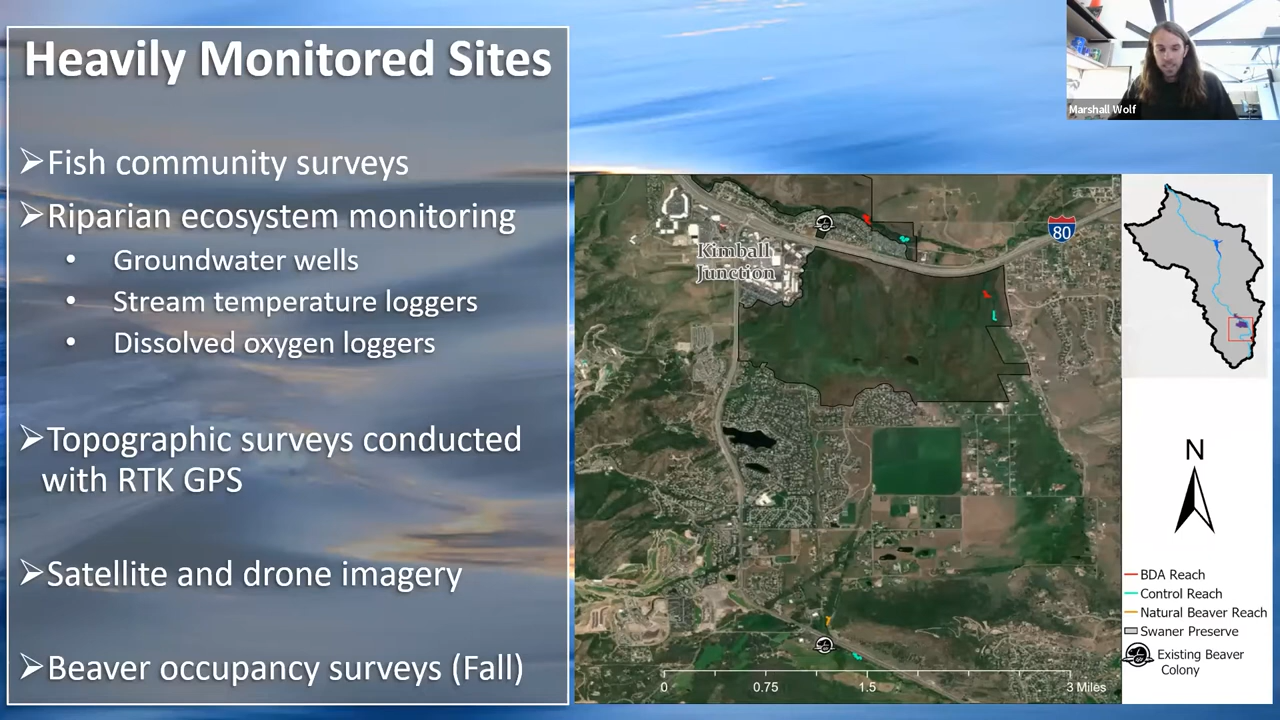 Heavily Monitored Sites
Marshall Wolf
➢Fish community surveys
➢Riparian ecosystem monitoring
• Groundwater wells
• Stream temperature loggers
• Dissolved oxygen loggers
➢Topographic surveys conducted
with RTK GPS
➢Satellite and drone imagery
➢Beaver occupancy surveys (Fall)
Kimball
Junction
80
N
BDA Reach
Control Reach
Natural Beaver Reach
Swaner Preserve
Existing Beaver
Colony
0 0.75 1.5 3 Miles